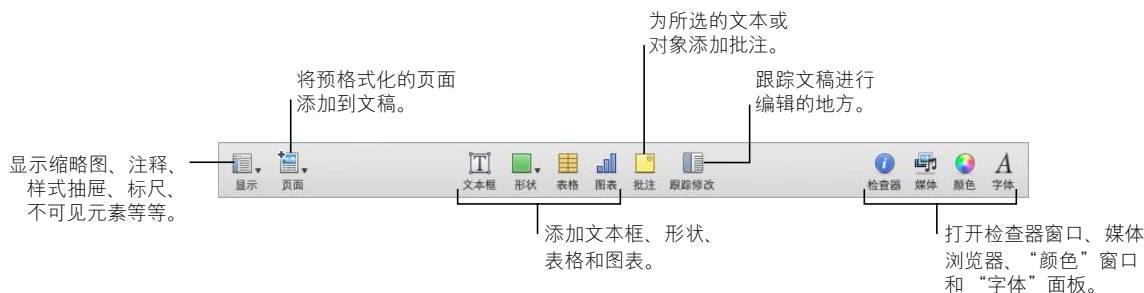 为所选的文本或
对象添加批注。
将预格式化的页面
添加到文稿。
跟踪文稿进行
编辑的地方。
显示缩略图、注释、
样式抽屉、标尺、
不可见元素等等。
显示 页面 文本框 形状 表格 图表 批注 跟踪修改 检查器 媒体 颜色 字体
添加文本框、形状、
表格和图表。
打开检查器窗口、媒体
浏览器、“颜色”窗口
和 “字体”面板。